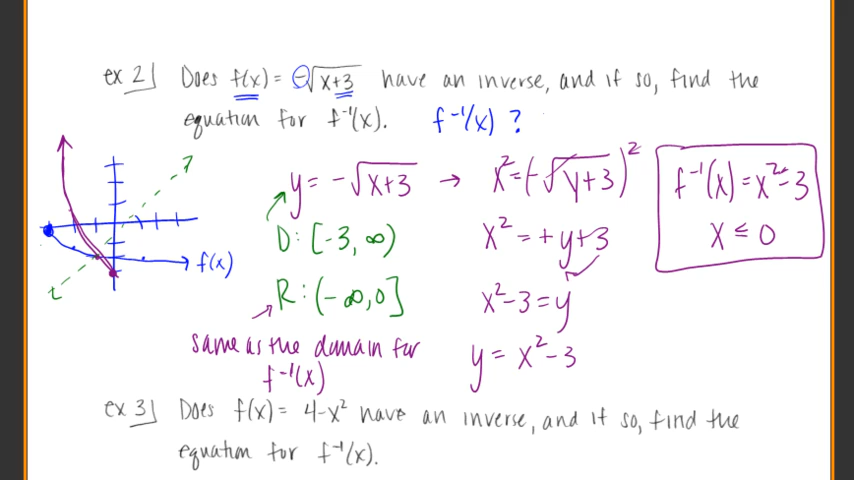 ex 2] Does f(x) = -√(x+3) have an inverse, and if so, find the
equation for f⁻¹(x). f⁻¹(x) ?
y = -√(x+3) → x² = (-√(y+3))²
D: [-3, ∞)
R: (-∞, 0]
same as the domain for
f⁻¹(x)
x² = +y+3
x²-3 = y
y = x²-3
f⁻¹(x) = x²-3
x ≤ 0
f(x)
ex 3] Does f(x) = 4-x² have an inverse, and if so, find the
equation for f⁻¹(x).